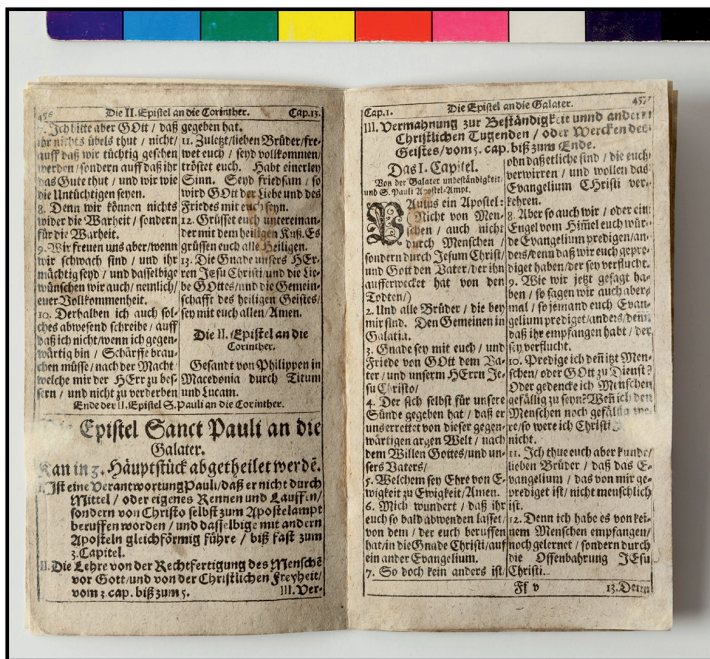 456 Die II. Epistel an die Corinther. Cap.13.
7. Ich bitte aber GOtt / daß
ihr nichts übels thut / nicht /
auff daß wir tüchtig gesehen
werden / sondern auff daß ihr
das Gute thut / und wir wie
die Untüchtigen seyen.
8. Denn wir können nichts
wider die Warheit / sondern
für die Warheit.
9. Wir freuen uns aber / wenn
wir schwach sind / und ihr
mächtig seyd / und dasselbige
wünschen wir auch / nemlich /
euer Vollkommenheit.
10. Derhalben ich auch sol-
ches abwesend schreibe / auff
daß ich nicht / wenn ich gegen-
wärtig bin / Schärffe brau-
chen müsse / nach der Macht
welche mir der HErr zu bes-
sern / und nicht zu verderben
gegeben hat.
11. Zuletzt / lieben Brüder / fre-
wet euch / seyd vollkommen /
tröstet euch. Habt einerley
Sinn. Seyd friedsam / so
wird GOtt der Liebe und des
Friedes mit euch seyn.
12. Grüsset euch untereinan-
der mit dem heiligen Kuß. Es
grüssen euch alle Heiligen.
13. Die Gnade unsers HEr-
ren JEsu Christi / und die Lie-
be GOttes / und die Gemein-
schafft des heiligen Geistes /
sey mit euch allen / Amen.
Die II. Epistel an die
Corinther.
Gesandt von Philippen in
Macedonia durch Titum
und Lucam.
Ende der II. Epistel S. Pauli an die Corinther.
Epistel Sanct Pauli an die
Galater.
Kan in 3. Häuptstück abgetheilet werdẽ.
I. Ist eine Verantwortung Pauli / daß er nicht durch
Mittel / oder eigenes Rennen und Lauffen /
sondern von Christo selbst zum Apostelampt
beruffen worden / und dasselbige mit andern
Aposteln gleichförmig führe / biß fast zum
3. Capitel.
II. Die Lehre von der Rechtfertigung des Menschẽ
vor Gott / und von der Christlichen Freyheit /
vom 3. cap. biß zum 5.
III. Ver-
Cap.1. Die Epistel an die Galater. 457
III. Vermahnung zur Beständigkeit unnd anderer
Christlichen Tugenden / oder Wercken des
Geistes / vom 5. cap. biß zum Ende.
Das I. Capitel.
Von der Galater unbeständigkeit /
und S. Pauli Apostel-Ampt.
PAulus ein Apostel:
Nicht von Men-
schen / auch nicht
durch Menschen /
sondern durch Jesum Christ /
und Gott den Vater / der ihn
aufferwecket hat von den
Todten /)
2. Und alle Brüder / die bey
mir sind. Den Gemeinen in
Galatia.
3. Gnade sey mit euch / und
Friede von GOtt dem Va-
ter / und unserm HErrn Je-
su Christo /
4. Der sich selbst für unsere
Sünde gegeben hat / daß er
uns errettet von dieser gegen-
wärtigen argen Welt / nach
dem Willen Gottes / und un-
sers Vaters /
5. Welchem sey Ehre von E-
wigkeit zu Ewigkeit / Amen.
6. Mich wundert / daß ihr
euch so bald abwenden lasset /
von dem / der euch beruffen
hat / in die Gnade Christi / auf
ein ander Evangelium.
7. So doch kein anders ist /
ohn daß etliche sind / die euch
verwirren / und wollen das
Evangelium CHristi ver-
kehren.
8. Aber so auch wir / oder ein
Engel vom Him̃el euch wür-
de Evangelium predigen / an-
ders / denn daß wir euch gepre-
diget haben / der sey verflucht.
9. Wie wir jetzt gesagt ha-
ben / so sagen wir auch aber-
mal / so jemand euch Evan-
gelium prediget / anders / denn
daß ihr empfangen habt / der
sey verflucht.
10. Predige ich deñ itzt Men-
schen / oder GOtt zu Dienst?
Oder gedencke ich Menschen
gefällig zu seyn? Weñ ich den
Menschen noch gefällig we-
re / so were ich Christi
nicht.
11. Ich thue euch aber kund /
lieben Brüder / daß das E-
vangelium / das von mir ge-
prediget ist / nicht menschlich
ist.
12. Denn ich habe es von kei-
nem Menschen empfangen /
noch gelernet / sondern durch
die Offenbahrung JEsu
Christi.
Ff v 13. Denn